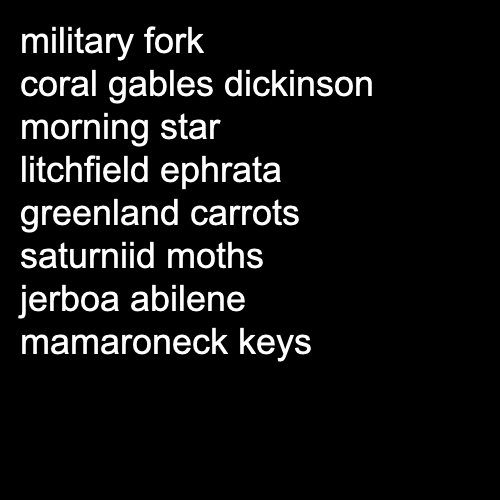 military fork
coral gables dickinson
morning star
litchfield ephrata
greenland carrots
saturniid moths
jerboa abilene
mamaroneck keys